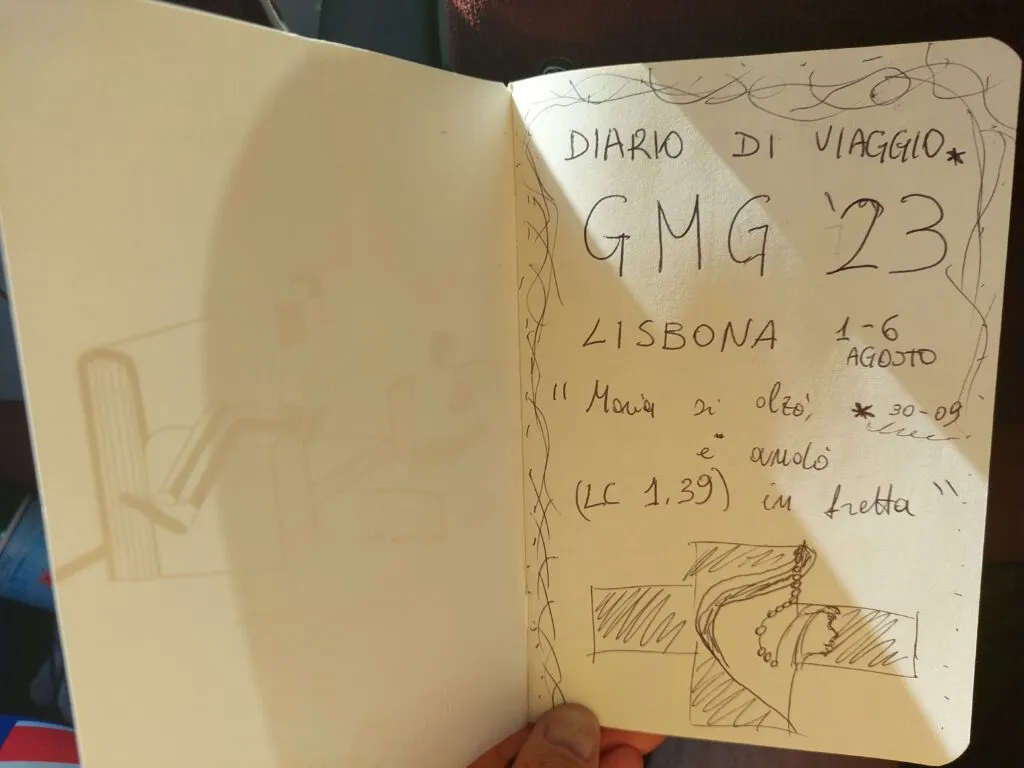 DIARIO DI VIAGGIO*
GMG '23
LISBONA 1-6
AGOSTO
" Maria si alzò, * 30-09
e andò
(LC 1,39) in fretta "